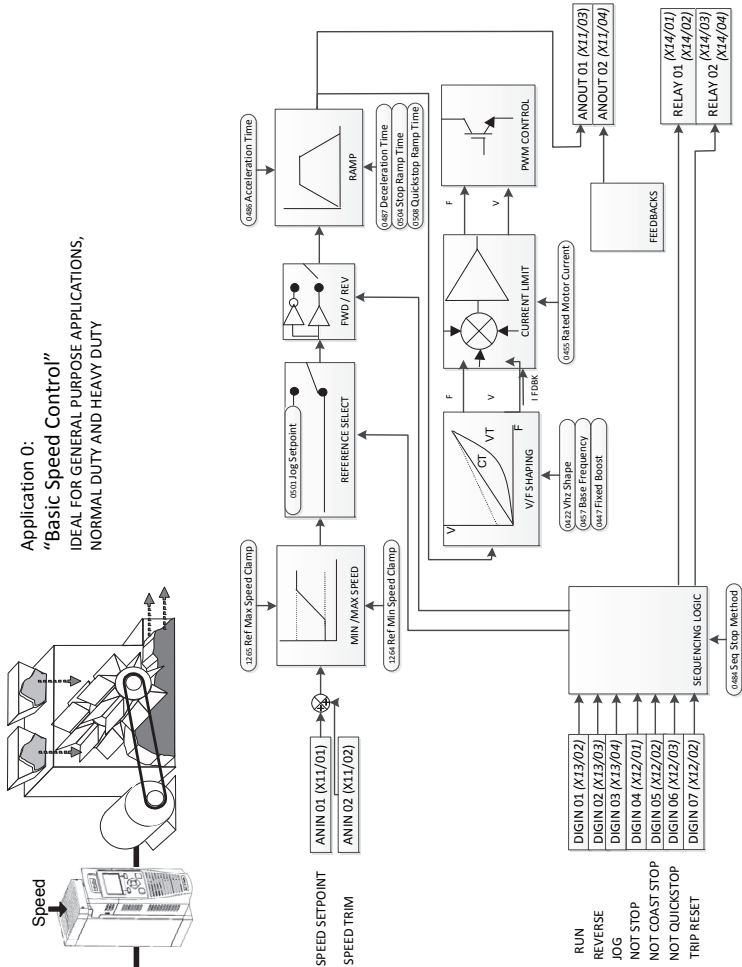 Application 0:
"Basic Speed Control"
IDEAL FOR GENERAL PURPOSE APPLICATIONS,
NORMAL DUTY AND HEAVY DUTY
Speed
SPEED SETPOINT
SPEED TRIM
ANIN 01 (X11/01)
ANIN 02 (X11/02)
1265 Ref Max Speed Clamp
MIN /MAX SPEED
1264 Ref Min Speed Clamp
0501 Jog Setpoint
REFERENCE SELECT
FWD / REV
0486 Acceleration Time
RAMP
0487 Deceleration Time
0504 Stop Ramp Time
0508 Quickstop Ramp Time
V
CT
VT
F
V/F SHAPING
0422 Vhz Shape
0457 Base Frequency
0447 Fixed Boost
F
V
I FDBK
CURRENT LIMIT
0455 Rated Motor Current
F
V
PWM CONTROL
RUN
REVERSE
JOG
NOT STOP
NOT COAST STOP
NOT QUICKSTOP
TRIP RESET
DIGIN 01 (X13/02)
DIGIN 02 (X13/03)
DIGIN 03 (X13/04)
DIGIN 04 (X12/01)
DIGIN 05 (X12/02)
DIGIN 06 (X12/03)
DIGIN 07 (X12/02)
SEQUENCING LOGIC
0484 Seq Stop Method
FEEDBACKS
ANOUT 01 (X11/03)
ANOUT 02 (X11/04)
RELAY 01 (X14/01)
(X14/02)
RELAY 02 (X14/03)
(X14/04)